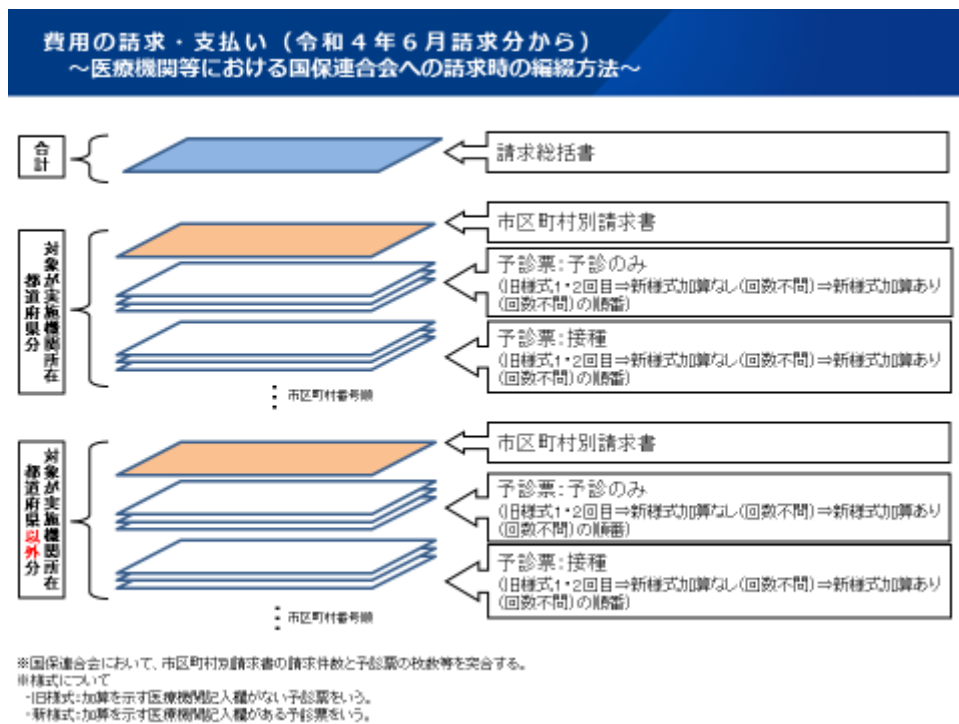 費用の請求・支払い（令和４年６月請求分から）
～医療機関等における国保連合会への請求時の編綴方法～
合計
請求総括書
対象が実施機関所在
都道府県分
市区町村別請求書
予診票：予診のみ
（旧様式1・2回目⇒新様式加算なし（回数不問）⇒新様式加算あり
（回数不問）の順番）
予診票：接種
（旧様式1・2回目⇒新様式加算なし（回数不問）⇒新様式加算あり
（回数不問）の順番）
市区町村番号順
対象が実施機関所在
都道府県以外分
市区町村別請求書
予診票：予診のみ
（旧様式1・2回目⇒新様式加算なし（回数不問）⇒新様式加算あり
（回数不問）の順番）
予診票：接種
（旧様式1・2回目⇒新様式加算なし（回数不問）⇒新様式加算あり
（回数不問）の順番）
市区町村番号順
※国保連合会において、市区町村別請求書の請求件数と予診票の枚数等を突合する。
※様式について
・旧様式：加算を示す医療機関記入欄がない予診票をいう。
・新様式：加算を示す医療機関記入欄がある予診票をいう。